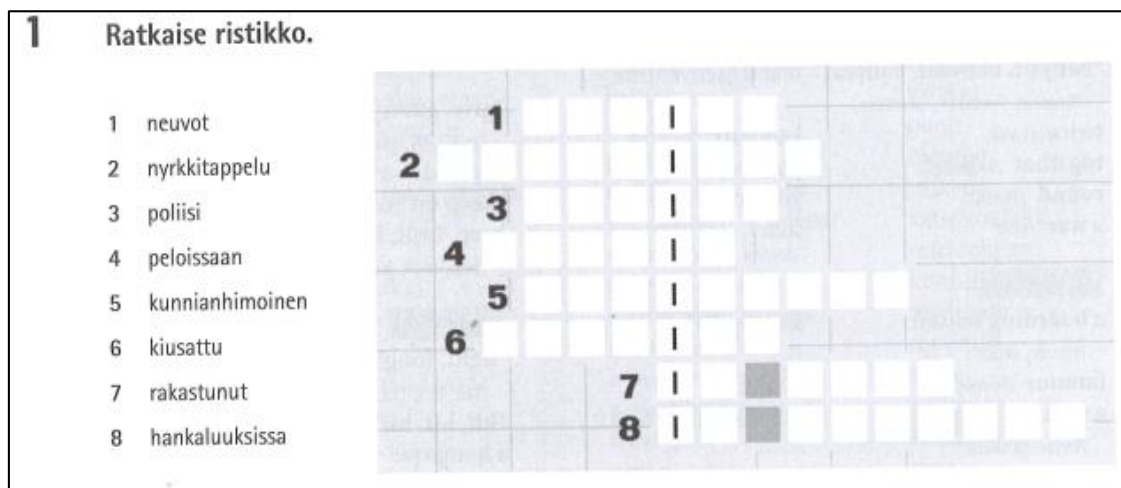 1 Ratkaise ristikko.
1 neuvot
2 nyrkkitappelu
3 poliisi
4 peloissaan
5 kunnianhimoinen
6 kiusattu
7 rakastunut
8 hankaluuksissa
1
2
3
4
5
6
7
8